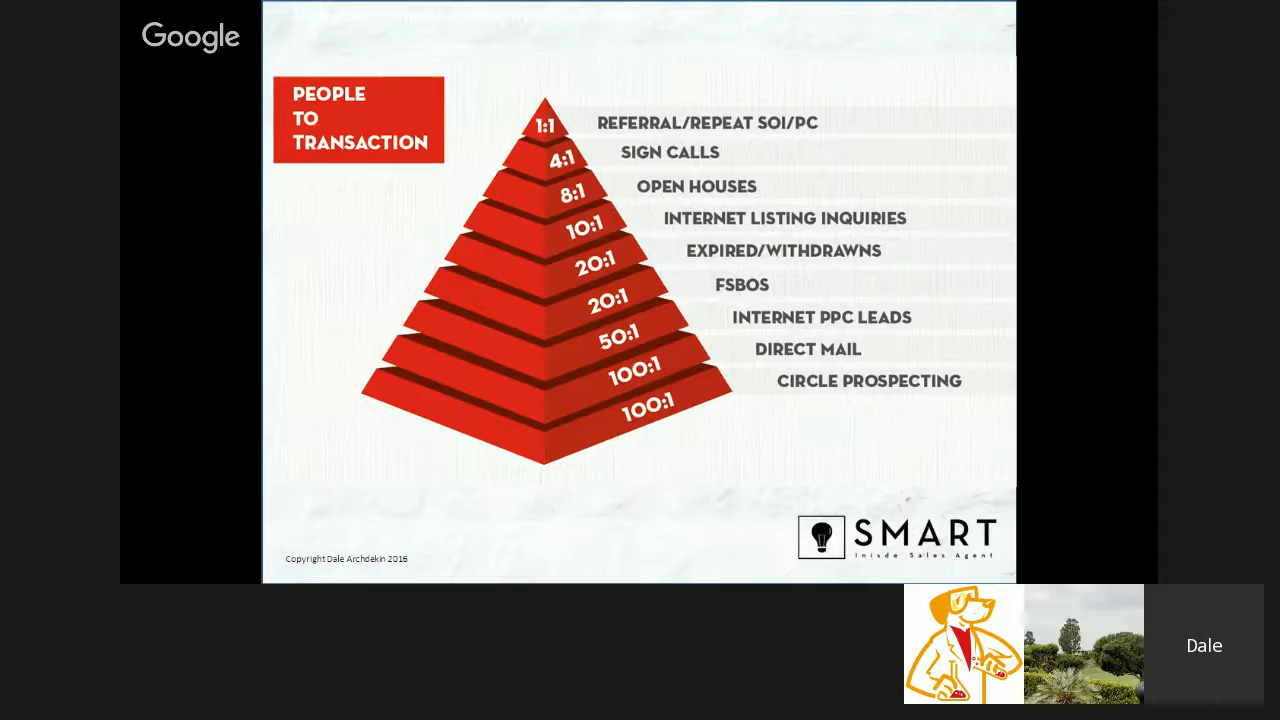 Google
PEOPLE
TO
TRANSACTION
1:1 REFERRAL/REPEAT SOI/PC
4:1 SIGN CALLS
8:1 OPEN HOUSES
10:1 INTERNET LISTING INQUIRIES
20:1 EXPIRED/WITHDRAWNS
20:1 FSBOS
50:1 INTERNET PPC LEADS
100:1 DIRECT MAIL
100:1 CIRCLE PROSPECTING
SMART
Inisde Sales Agent
Copyright Dale Archdekin 2016
Dale